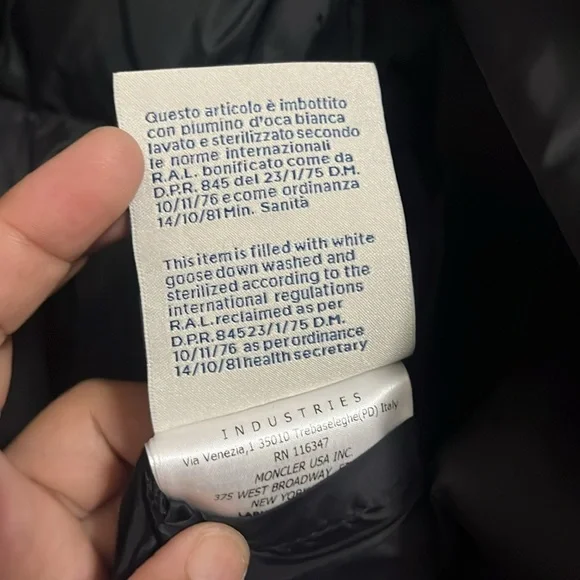 Questo articolo è imbottito
con piumino d'oca bianca
lavato e sterilizzato secondo
le norme internazionali
R.A.L. bonificato come da
D.P.R. 845 del 23/1/75 D.M.
10/11/76 e come ordinanza
14/10/81 Min. Sanità
This item is filled with white
goose down washed and
sterilized according to the
international regulations
R.A.L. reclaimed as per
D.P.R. 84523/1/75 D.M.
10/11/76 as per ordinance
14/10/81 health secretary
INDUSTRIES
Via Venezia,1 35010 Trebaseleghe(PD) Italy
RN 116347
MONCLER USA INC.
375 WEST BROADWAY,
NEW YORK